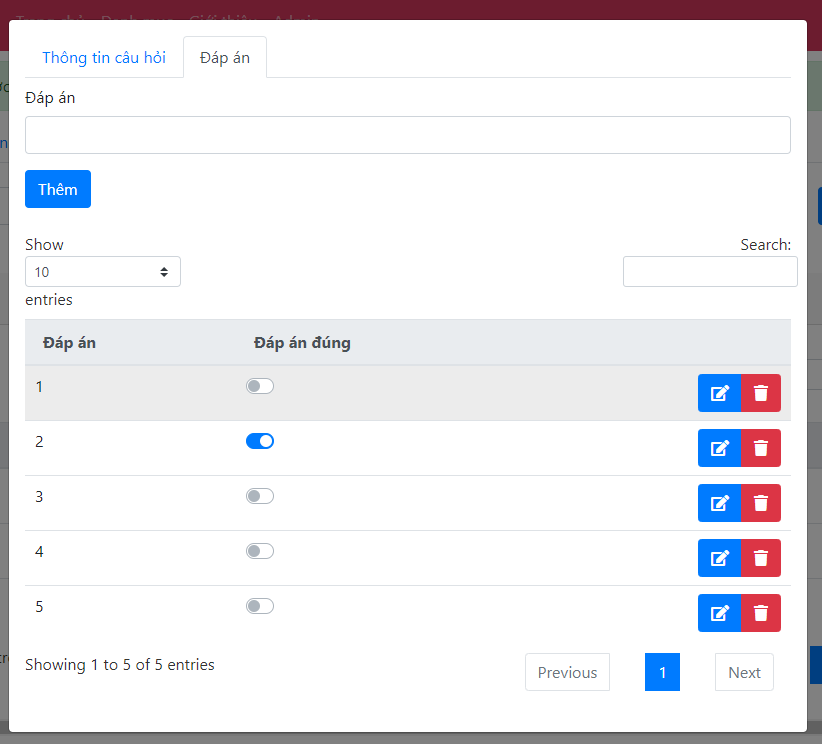 Thông tin câu hỏi Đáp án
Đáp án
Thêm
Show Search:
10
entries
Đáp án Đáp án đúng
1
2
3
4
5
Showing 1 to 5 of 5 entries Previous 1 Next